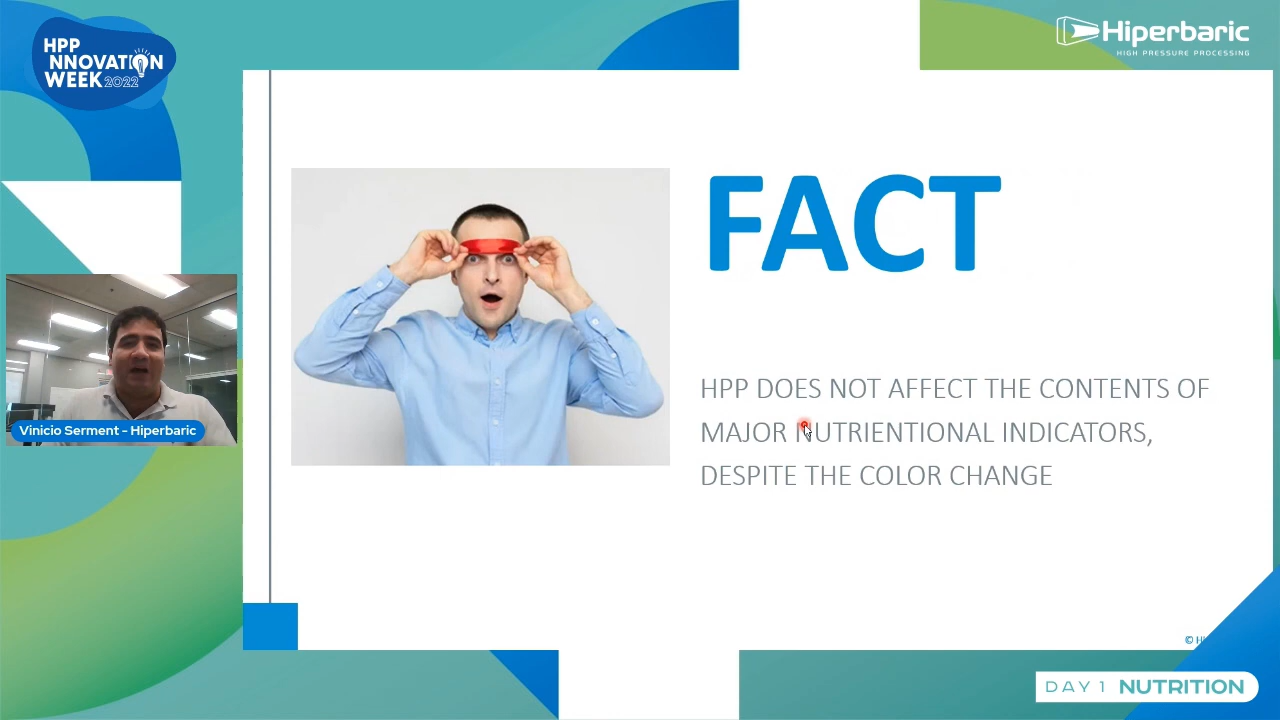 HPP
NNOVATION
WEEK 2022
Hiperbaric
HIGH PRESSURE PROCESSING
FACT
HPP DOES NOT AFFECT THE CONTENTS OF
MAJOR NUTRIENTIONAL INDICATORS,
DESPITE THE COLOR CHANGE
Vinicio Serment - Hiperbaric
© Hi
DAY 1 NUTRITION